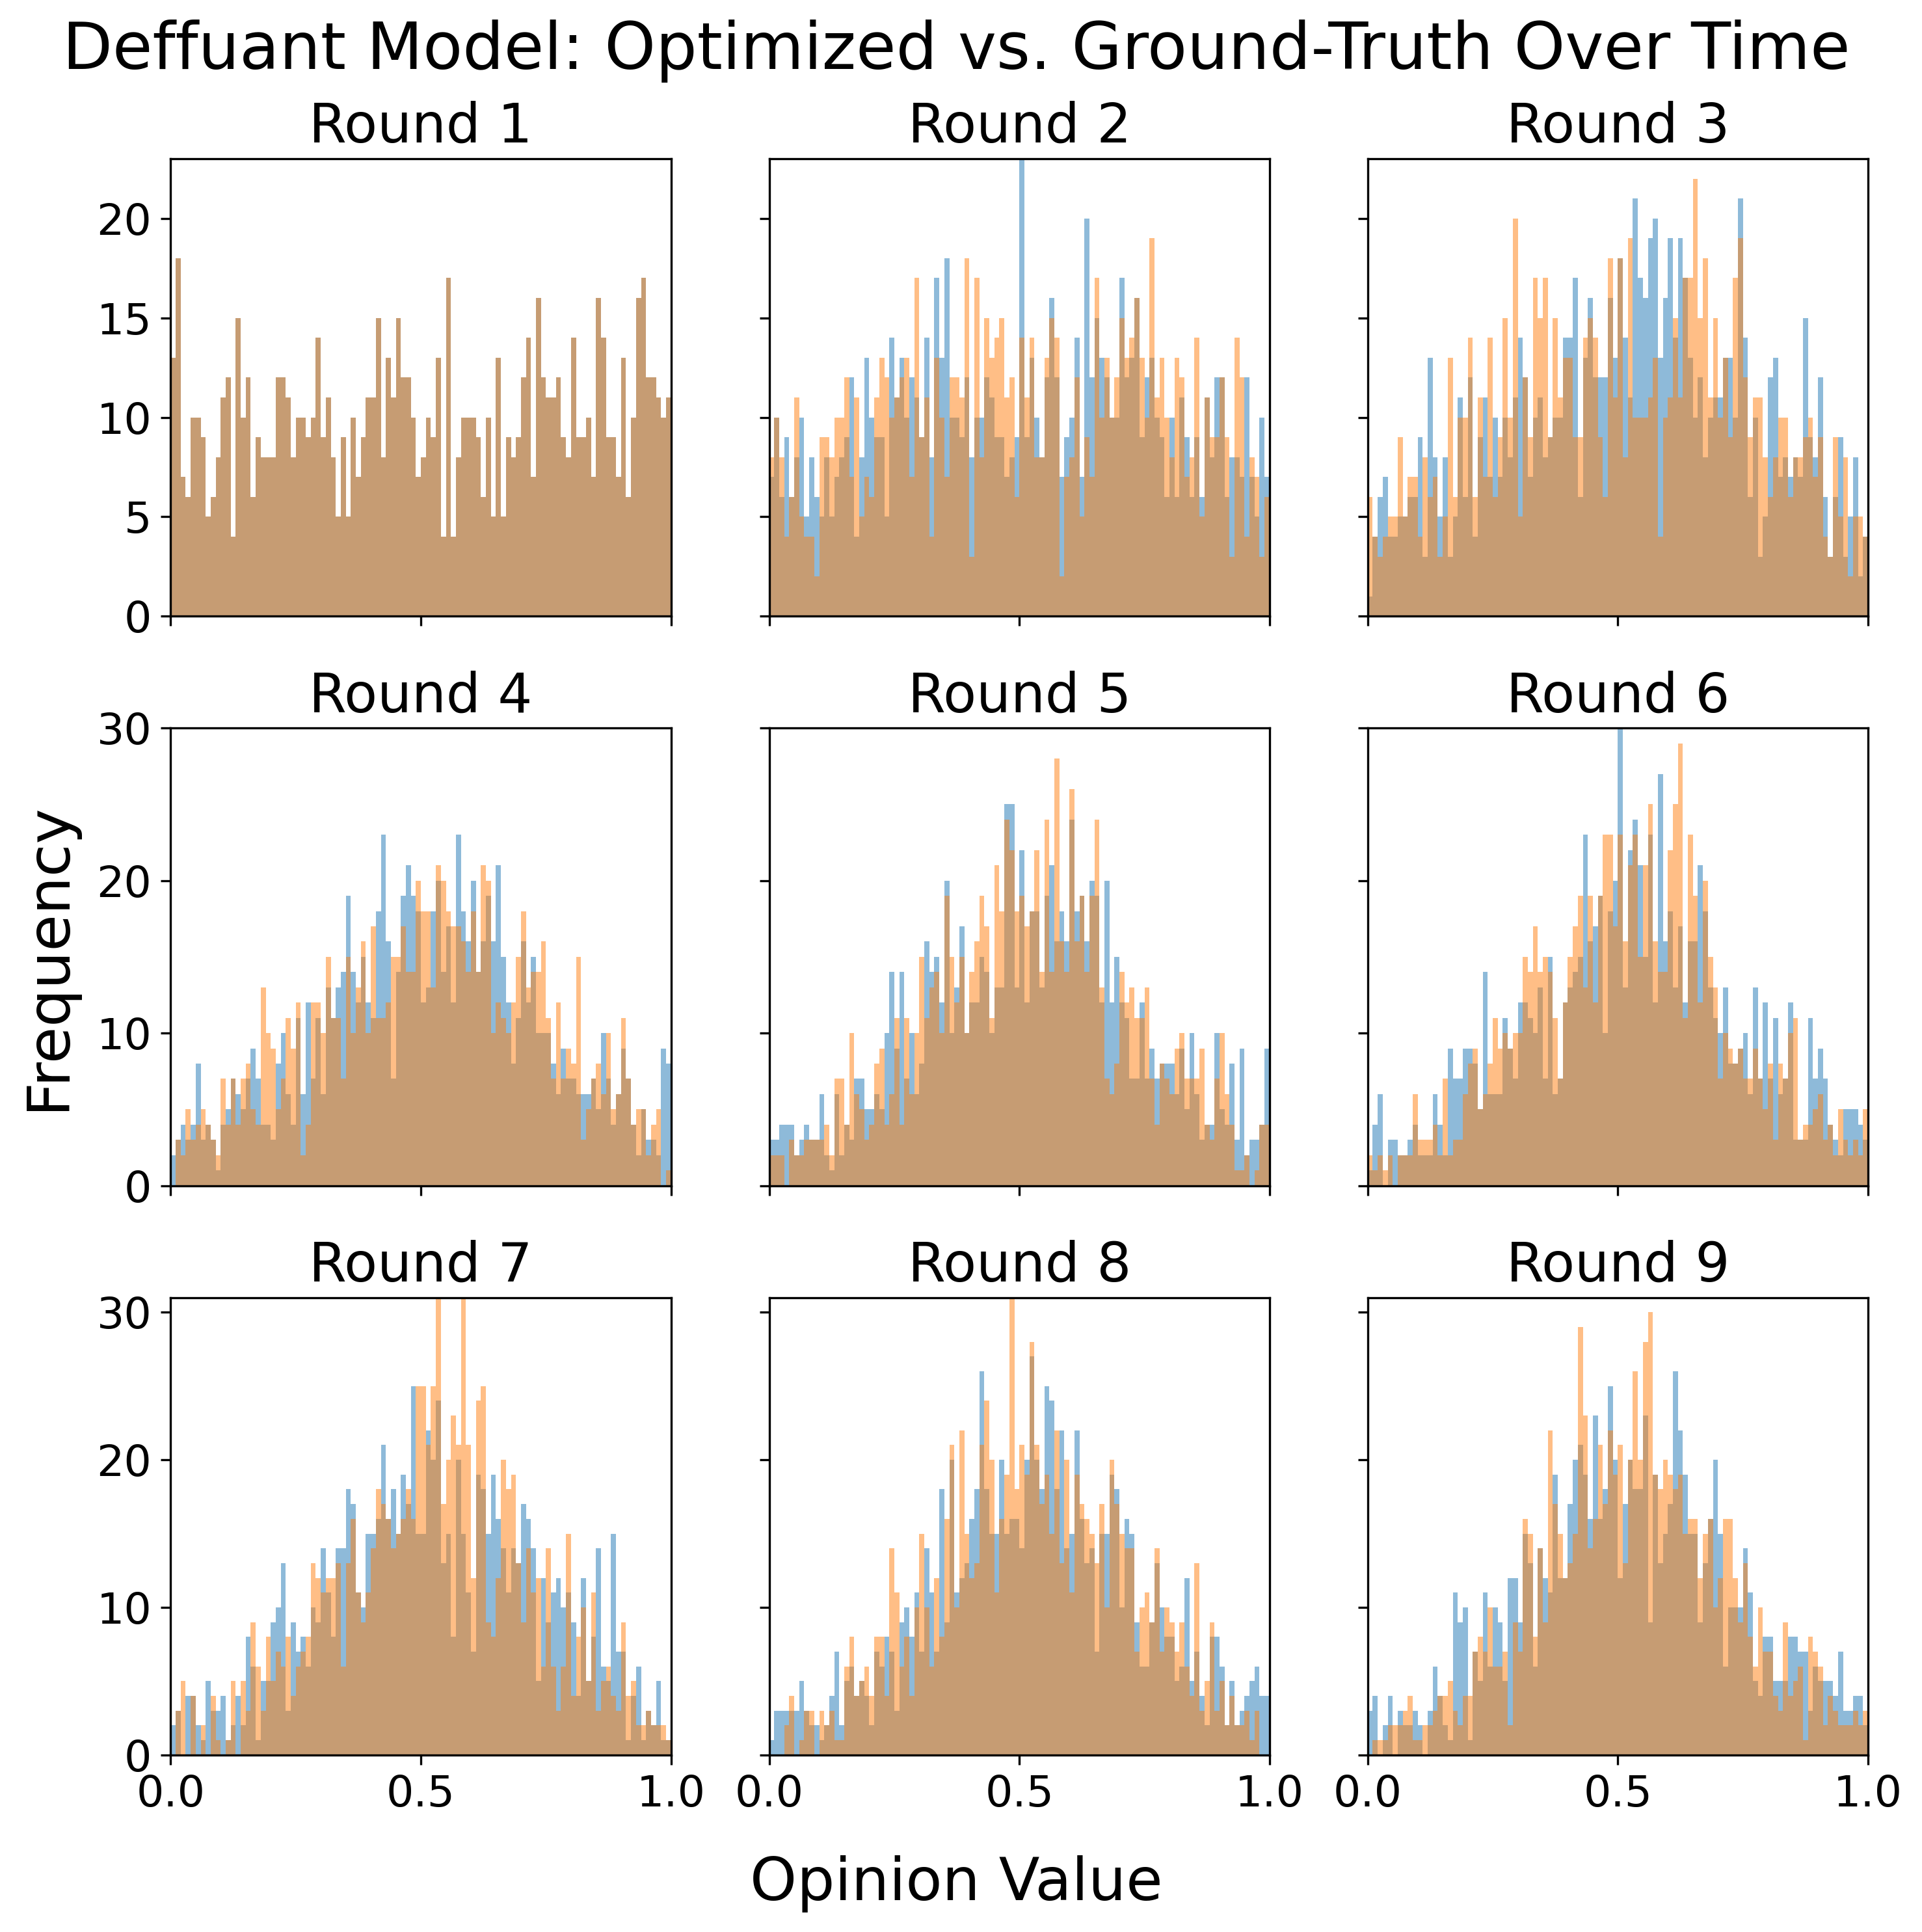 Deffuant Model: Optimized vs. Ground-Truth Over Time
Round 1
Round 2
Round 3
20
15
10
5
0
Round 4
Round 5
Round 6
30
20
10
0
Frequency
Round 7
Round 8
Round 9
30
20
10
0
0.0 0.5 1.0 0.0 0.5 1.0 0.0 0.5 1.0
Opinion Value